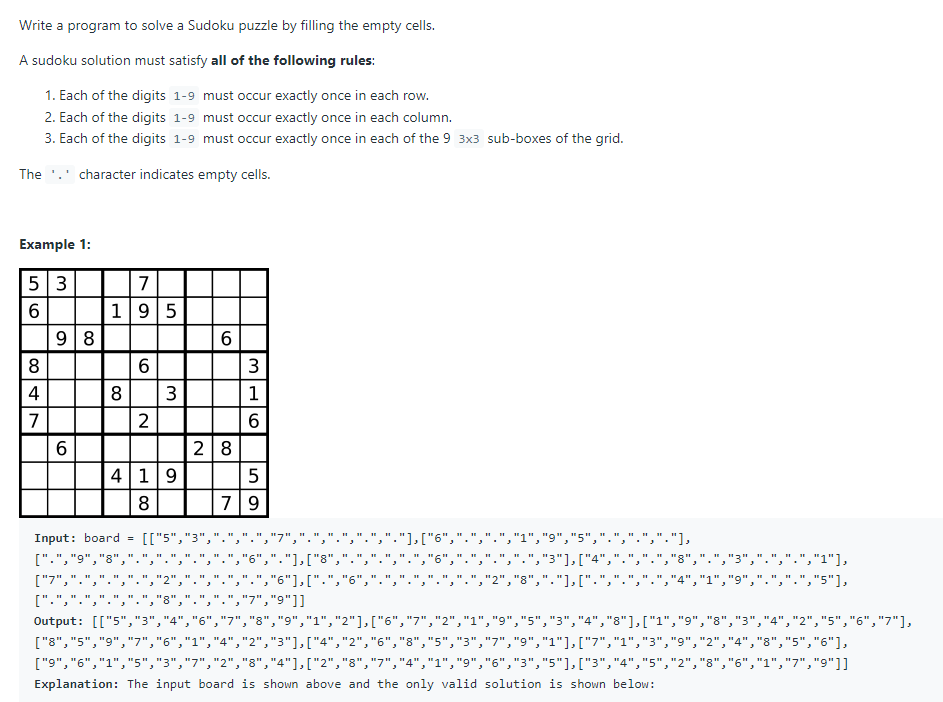 Write a program to solve a Sudoku puzzle by filling the empty cells.
A sudoku solution must satisfy all of the following rules:
1. Each of the digits 1-9 must occur exactly once in each row.
2. Each of the digits 1-9 must occur exactly once in each column.
3. Each of the digits 1-9 must occur exactly once in each of the 9 3x3 sub-boxes of the grid.
The '.' character indicates empty cells.
Example 1:
5 3 7
6 1 9 5
9 8 6
8 6 3
4 8 3 1
7 2 6
6 2 8
4 1 9 5
8 7 9
Input: board = [["5","3",".",".","7",".",".",".","."],["6",".",".","1","9","5",".",".","."],
[".","9","8",".",".",".",".","6","."],["8",".",".",".","6",".",".",".","3"],["4",".",".","8",".","3",".",".","1"],
["7",".",".",".","2",".",".",".","6"],[".","6",".",".",".",".","2","8","."],[".",".",".","4","1","9",".",".","5"],
[".",".",".",".","8",".",".","7","9"]]
Output: [["5","3","4","6","7","8","9","1","2"],["6","7","2","1","9","5","3","4","8"],["1","9","8","3","4","2","5","6","7"],
["8","5","9","7","6","1","4","2","3"],["4","2","6","8","5","3","7","9","1"],["7","1","3","9","2","4","8","5","6"],
["9","6","1","5","3","7","2","8","4"],["2","8","7","4","1","9","6","3","5"],["3","4","5","2","8","6","1","7","9"]]
Explanation: The input board is shown above and the only valid solution is shown below: